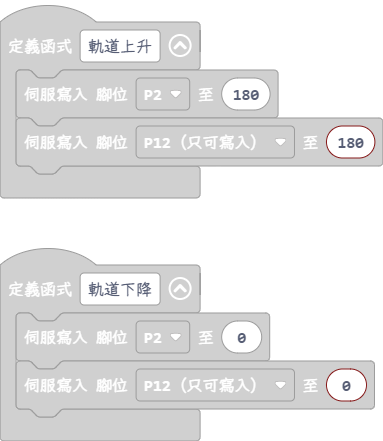 定義函式 軌道上升
伺服寫入 腳位 P2 至 180
伺服寫入 腳位 P12 (只可寫入) 至 180
定義函式 軌道下降
伺服寫入 腳位 P2 至 0
伺服寫入 腳位 P12 (只可寫入) 至 0